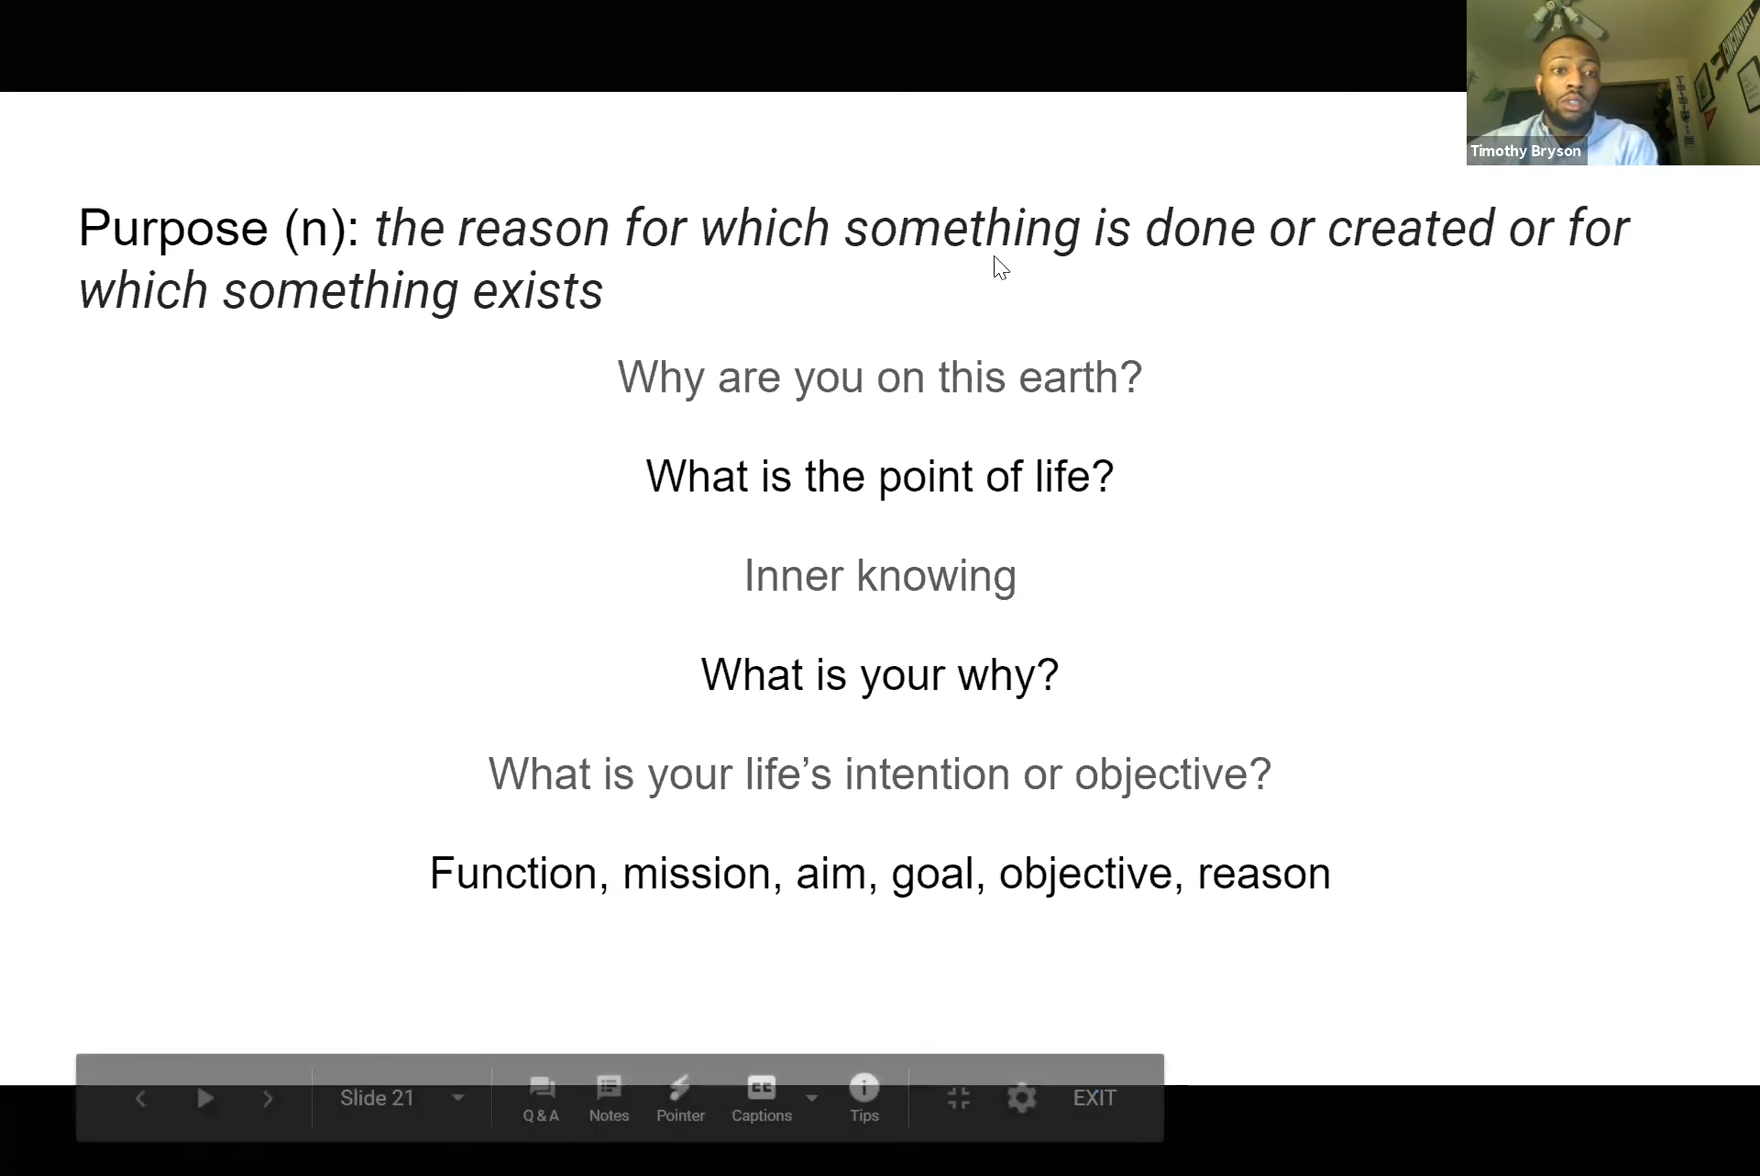 Timothy Bryson
CINCINNATI
Purpose (n): the reason for which something is done or created or for
which something exists
Why are you on this earth?
What is the point of life?
Inner knowing
What is your why?
What is your life’s intention or objective?
Function, mission, aim, goal, objective, reason
Slide 21
Q & A
Notes
Pointer
CC
Captions
Tips
EXIT